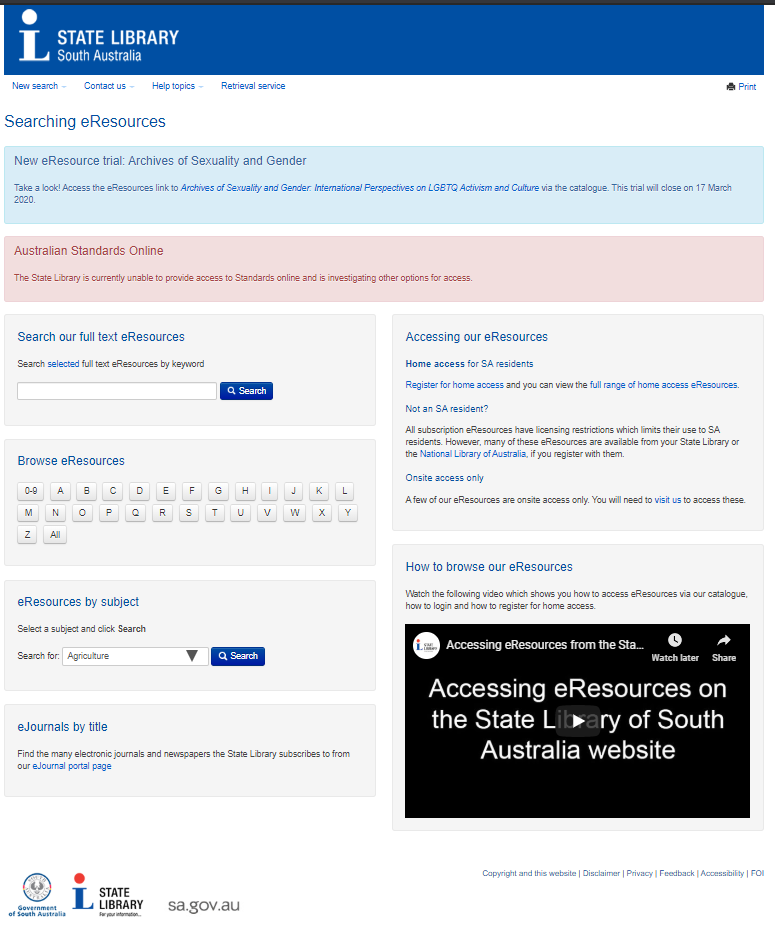 STATE LIBRARY
South Australia
New search
Contact us
Help topics
Retrieval service
Print
Searching eResources
New eResource trial: Archives of Sexuality and Gender
Take a look! Access the eResources link to Archives of Sexuality and Gender: International Perspectives on LGBTQ Activism and Culture via the catalogue. This trial will close on 17 March
2020.
Australian Standards Online
The State Library is currently unable to provide access to Standards online and is investigating other options for access.
Search our full text eResources
Search selected full text eResources by keyword
Search
Browse eResources
0-9 A B C D E F G H I J K L
M N O P Q R S T U V W X Y
Z All
eResources by subject
Select a subject and click Search
Search for: Agriculture Search
eJournals by title
Find the many electronic journals and newspapers the State Library subscribes to from
our eJournal portal page
Accessing our eResources
Home access for SA residents
Register for home access and you can view the full range of home access eResources.
Not an SA resident?
All subscription eResources have licensing restrictions which limits their use to SA
residents. However, many of these eResources are available from your State Library or
the National Library of Australia, if you register with them.
Onsite access only
A few of our eResources are onsite access only. You will need to visit us to access these.
How to browse our eResources
Watch the following video which shows you how to access eResources via our catalogue,
how to login and how to register for home access.
Accessing eResources from the Sta...
Watch later
Share
Accessing eResources on
the State Library of South
Australia website
Copyright and this website | Disclaimer | Privacy | Feedback | Accessibility | FOI
Government
of South Australia
STATE
LIBRARY
For your information...
sa.gov.au